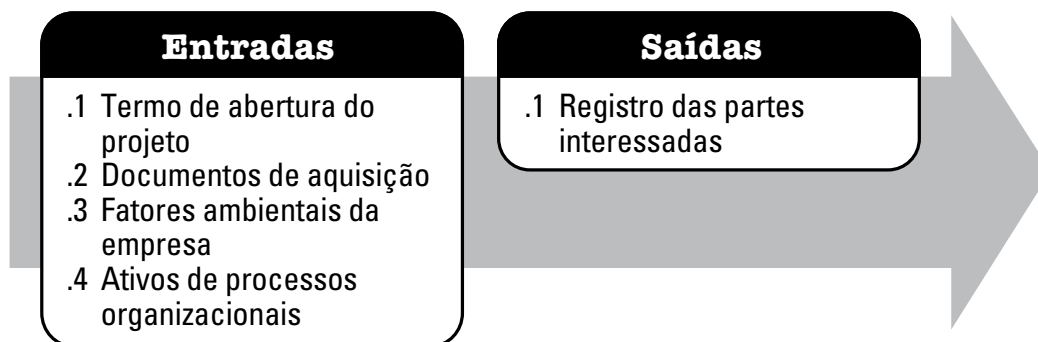 Entradas
.1 Termo de abertura do
projeto
.2 Documentos de aquisição
.3 Fatores ambientais da
empresa
.4 Ativos de processos
organizacionais
Saídas
.1 Registro das partes
interessadas